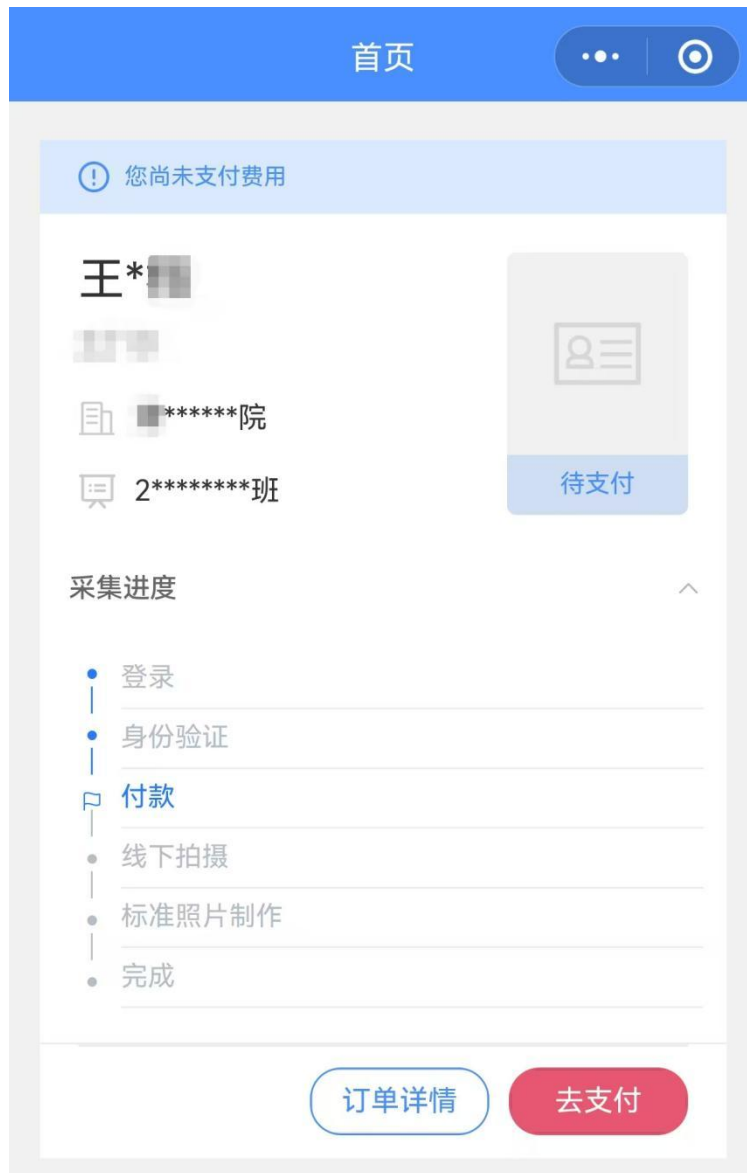 首页
您尚未支付费用
王*
******院
2********班
待支付
采集进度
登录
身份验证
付款
线下拍摄
标准照片制作
完成
订单详情
去支付